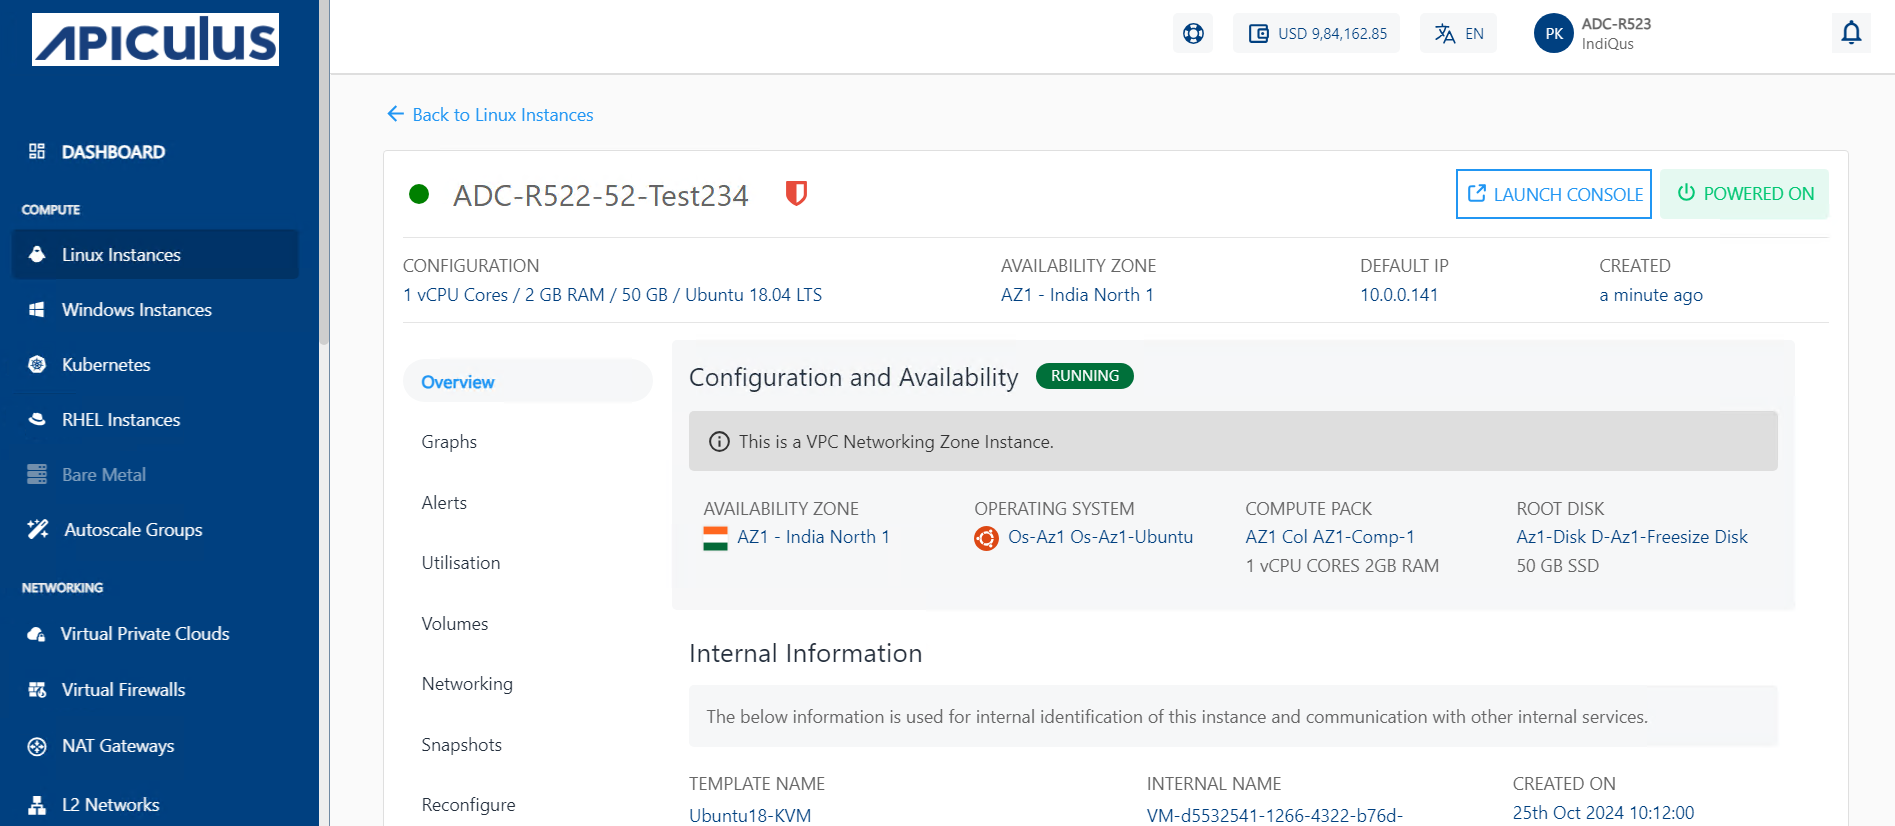 APICULUS
USD 9,84,162.85
EN
PK
ADC-R523
IndiQus
DASHBOARD
COMPUTE
Linux Instances
Windows Instances
Kubernetes
RHEL Instances
Bare Metal
Autoscale Groups
NETWORKING
Virtual Private Clouds
Virtual Firewalls
NAT Gateways
L2 Networks
Back to Linux Instances
ADC-R522-52-Test234
LAUNCH CONSOLE
POWERED ON
CONFIGURATION
1 vCPU Cores / 2 GB RAM / 50 GB / Ubuntu 18.04 LTS
AVAILABILITY ZONE
AZ1 - India North 1
DEFAULT IP
10.0.0.141
CREATED
a minute ago
Overview
Graphs
Alerts
Utilisation
Volumes
Networking
Snapshots
Reconfigure
Configuration and Availability
RUNNING
This is a VPC Networking Zone Instance.
AVAILABILITY ZONE
AZ1 - India North 1
OPERATING SYSTEM
Os-Az1 Os-Az1-Ubuntu
COMPUTE PACK
AZ1 Col AZ1-Comp-1
1 vCPU CORES 2GB RAM
ROOT DISK
Az1-Disk D-Az1-Freesize Disk
50 GB SSD
Internal Information
The below information is used for internal identification of this instance and communication with other internal services.
TEMPLATE NAME
Ubuntu18-KVM
INTERNAL NAME
VM-d5532541-1266-4322-b76d-
CREATED ON
25th Oct 2024 10:12:00